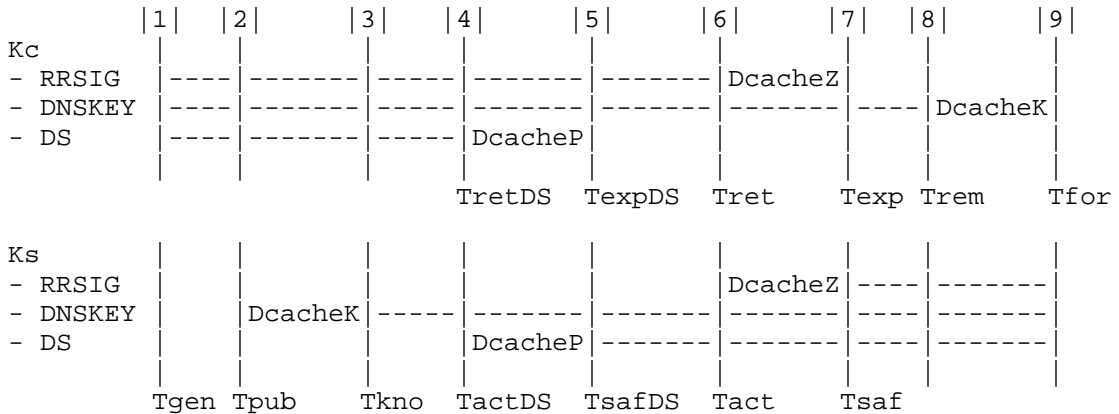 |1|   |2|       |3|     |4|       |5|       |6|       |7|  |8|       |9|
Kc          |     |         |       |         |         |         |    |         |
- RRSIG     |----|-------|-----|-------|-------|DcacheZ|    |       |
- DNSKEY    |----|-------|-----|-------|-------|-------|----|DcacheK|
- DS        |----|-------|-----|DcacheP|       |       |    |       |
            |    |       |     |       |       |       |    |       |
                              TretDS  TexpDS  Tret    Texp Trem    Tfor
Ks          |    |       |     |       |       |       |    |       |
- RRSIG     |    |       |     |       |       |DcacheZ|----|-------|
- DNSKEY    |    |DcacheK|-----|-------|-------|-------|----|-------|
- DS        |    |       |     |DcacheP|-------|-------|----|-------|
            |    |       |     |       |       |       |    |       |
           Tgen Tpub    Tkno  TactDS  TsafDS  Tact    Tsaf